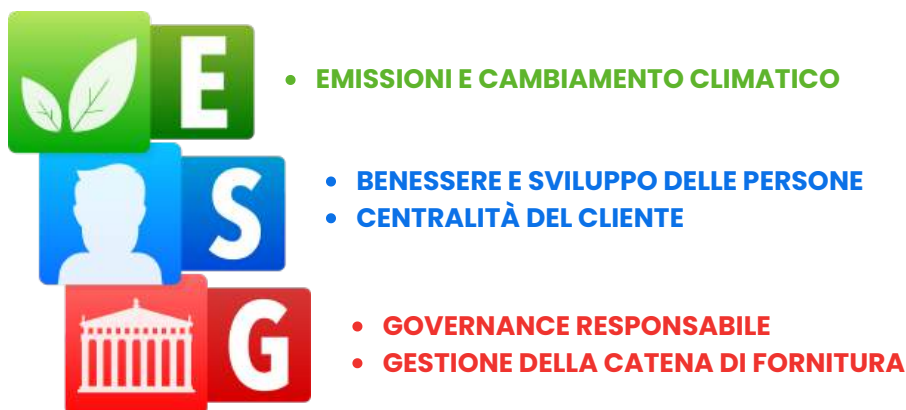 E
• EMISSIONI E CAMBIAMENTO CLIMATICO
S
• BENESSERE E SVILUPPO DELLE PERSONE
• CENTRALITÀ DEL CLIENTE
G
• GOVERNANCE RESPONSABILE
• GESTIONE DELLA CATENA DI FORNITURA